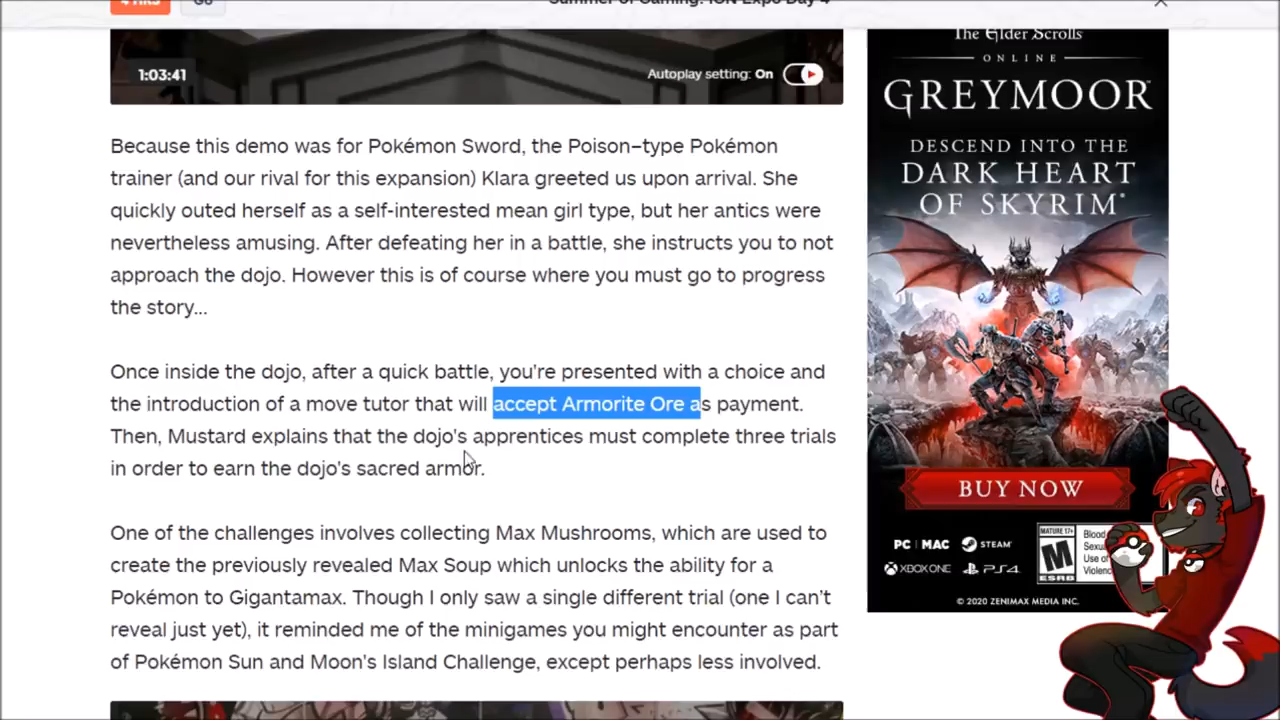 4 HRS GO Summer of Gaming: IGN Expo Day 4
1:03:41 Autoplay setting: On
Because this demo was for Pokémon Sword, the Poison-type Pokémon
trainer (and our rival for this expansion) Klara greeted us upon arrival. She
quickly outed herself as a self-interested mean girl type, but her antics were
nevertheless amusing. After defeating her in a battle, she instructs you to not
approach the dojo. However this is of course where you must go to progress
the story...
Once inside the dojo, after a quick battle, you're presented with a choice and
the introduction of a move tutor that will accept Armorite Ore as payment.
Then, Mustard explains that the dojo's apprentices must complete three trials
in order to earn the dojo's sacred armor.
One of the challenges involves collecting Max Mushrooms, which are used to
create the previously revealed Max Soup which unlocks the ability for a
Pokémon to Gigantamax. Though I only saw a single different trial (one I can't
reveal just yet), it reminded me of the minigames you might encounter as part
of Pokémon Sun and Moon's Island Challenge, except perhaps less involved.
The Elder Scrolls
ONLINE
GREYMOOR
DESCEND INTO THE
DARK HEART
OF SKYRIM
BUY NOW
PC | MAC STEAM
XBOX ONE PS4
MATURE 17+
M
ESRB
Blood
Use of
© 2020 ZENIMAX MEDIA INC.